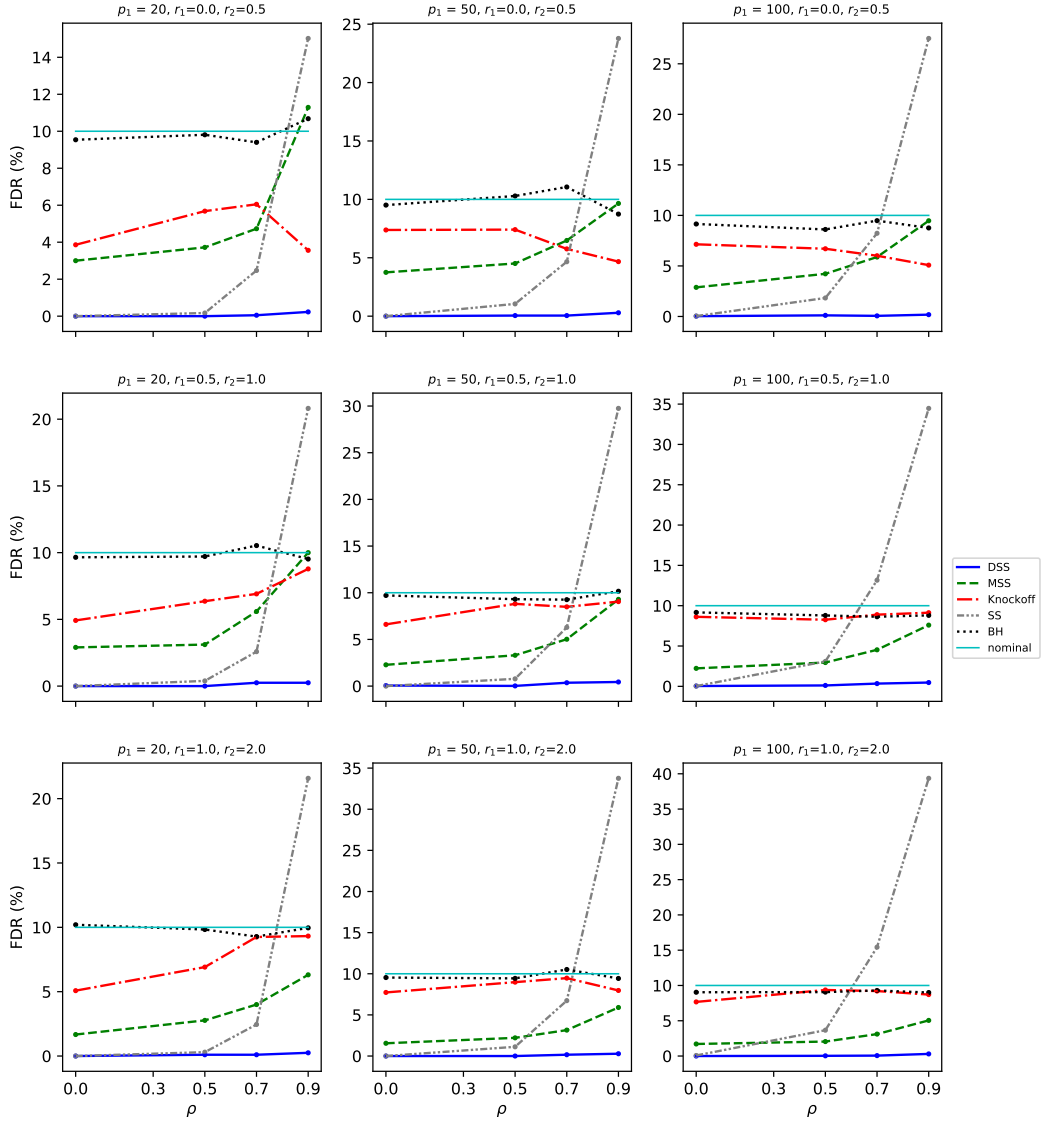 p₁ = 20, r₁=0.0, r₂=0.5
FDR (%)
14
12
10
8
6
4
2
0
p₁ = 50, r₁=0.0, r₂=0.5
25
20
15
10
5
0
p₁ = 100, r₁=0.0, r₂=0.5
25
20
15
10
5
0
p₁ = 20, r₁=0.5, r₂=1.0
FDR (%)
20
15
10
5
0
p₁ = 50, r₁=0.5, r₂=1.0
30
25
20
15
10
5
0
p₁ = 100, r₁=0.5, r₂=1.0
35
30
25
20
15
10
5
0
DSS
MSS
Knockoff
SS
BH
nominal
p₁ = 20, r₁=1.0, r₂=2.0
FDR (%)
20
15
10
5
0
0.0 0.3 0.5 0.7 0.9
ρ
p₁ = 50, r₁=1.0, r₂=2.0
35
30
25
20
15
10
5
0
0.0 0.3 0.5 0.7 0.9
ρ
p₁ = 100, r₁=1.0, r₂=2.0
40
35
30
25
20
15
10
5
0
0.0 0.3 0.5 0.7 0.9
ρ